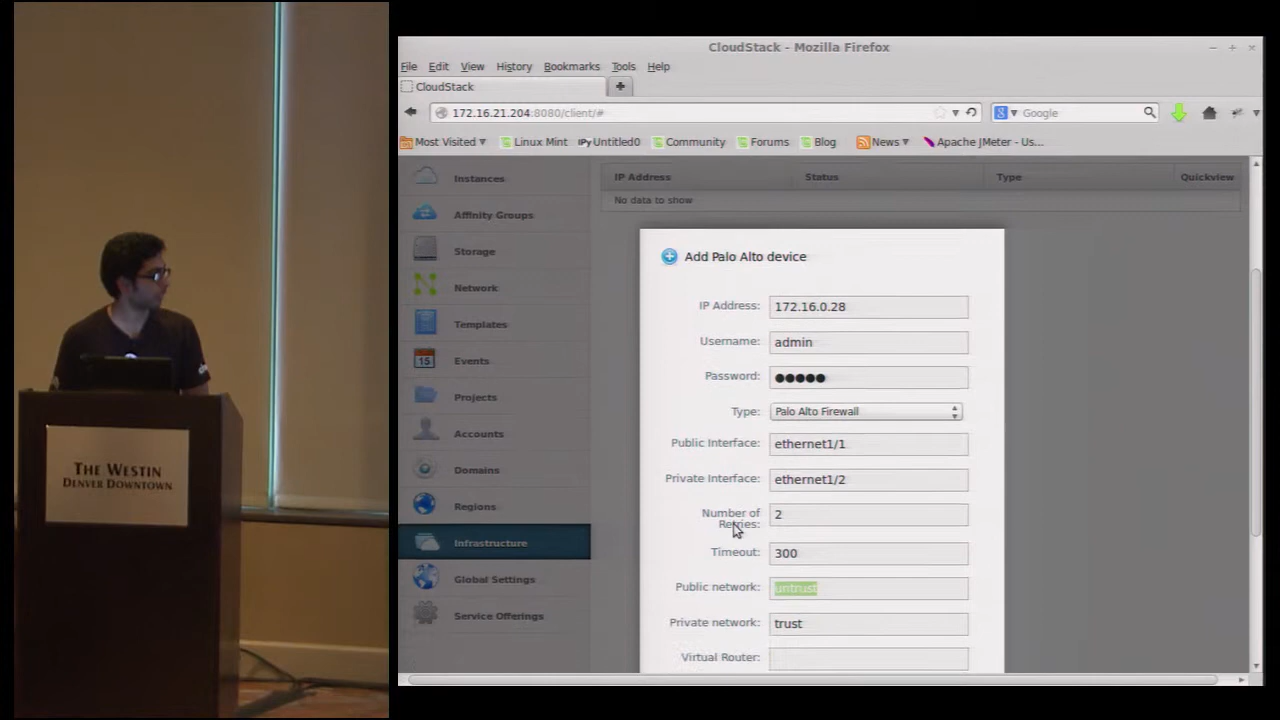 THE WESTIN
DENVER DOWNTOWN
CloudStack - Mozilla Firefox
File Edit View History Bookmarks Tools Help
CloudStack
172.16.21.204:8080/client/#
Google
Most Visited
Linux Mint
IPy Untitled0
Community
Forums
Blog
News
Apache JMeter - Us...
Instances
Affinity Groups
Storage
Network
Templates
15
Events
Projects
Accounts
Domains
Regions
Infrastructure
Global Settings
Service Offerings
IP Address Status Type Quickview
No data to show
Add Palo Alto device
IP Address: 172.16.0.28
Username: admin
Password: ●●●●●
Type: Palo Alto Firewall
Public Interface: ethernet1/1
Private Interface: ethernet1/2
Number of Retries: 2
Timeout: 300
Public network: untrust
Private network: trust
Virtual Router: